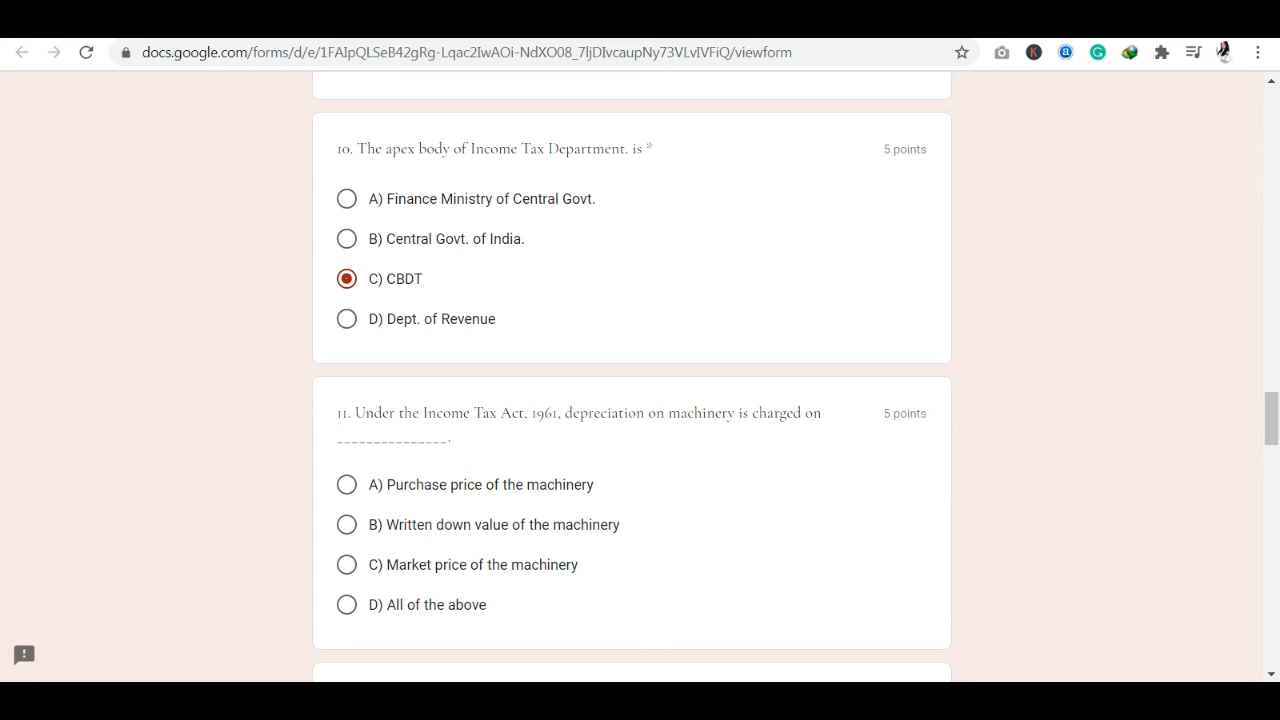 docs.google.com/forms/d/e/1FAIpQLSeB42gRg-Lqac2IwAOi-NdXO08_7ljDIvcaupNy73VLvIVFiQ/viewform
10. The apex body of Income Tax Department. is *
5 points
A) Finance Ministry of Central Govt.
B) Central Govt. of India.
C) CBDT
D) Dept. of Revenue
11. Under the Income Tax Act, 1961, depreciation on machinery is charged on
5 points
_______________.
A) Purchase price of the machinery
B) Written down value of the machinery
C) Market price of the machinery
D) All of the above